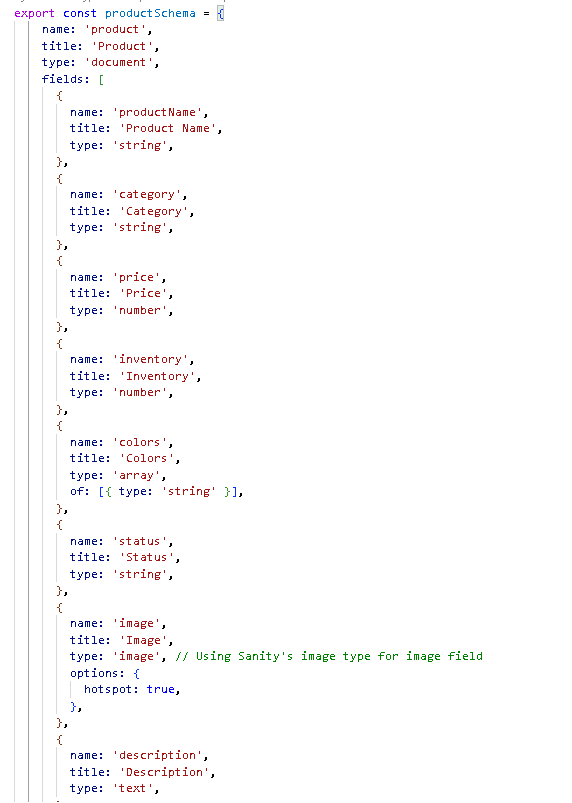 export const productSchema = {
name: 'product',
title: 'Product',
type: 'document',
fields: [
{
name: 'productName',
title: 'Product Name',
type: 'string',
},
{
name: 'category',
title: 'Category',
type: 'string',
},
{
name: 'price',
title: 'Price',
type: 'number',
},
{
name: 'inventory',
title: 'Inventory',
type: 'number',
},
{
name: 'colors',
title: 'Colors',
type: 'array',
of: [{ type: 'string' }],
},
{
name: 'status',
title: 'Status',
type: 'string',
},
{
name: 'image',
title: 'Image',
type: 'image', // Using Sanity's image type for image field
options: {
hotspot: true,
},
},
{
name: 'description',
title: 'Description',
type: 'text',